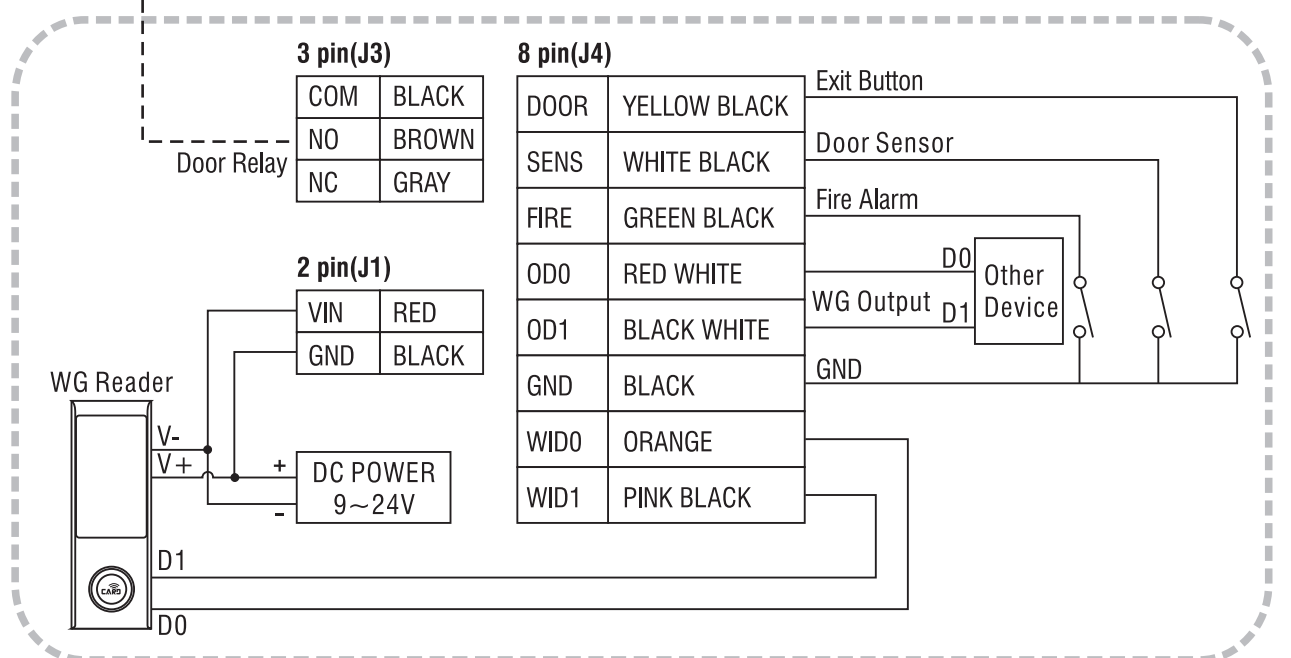 3 pin(J3)
COM BLACK
NO BROWN
NC GRAY
Door Relay
2 pin(J1)
VIN RED
GND BLACK
WG Reader
V-
V+
+
-
DC POWER
9~24V
D1
D0
CARD
8 pin(J4)
DOOR YELLOW BLACK
SENS WHITE BLACK
FIRE GREEN BLACK
OD0 RED WHITE
OD1 BLACK WHITE
GND BLACK
WID0 ORANGE
WID1 PINK BLACK
Exit Button
Door Sensor
Fire Alarm
D0
WG Output D1
Other
Device
GND